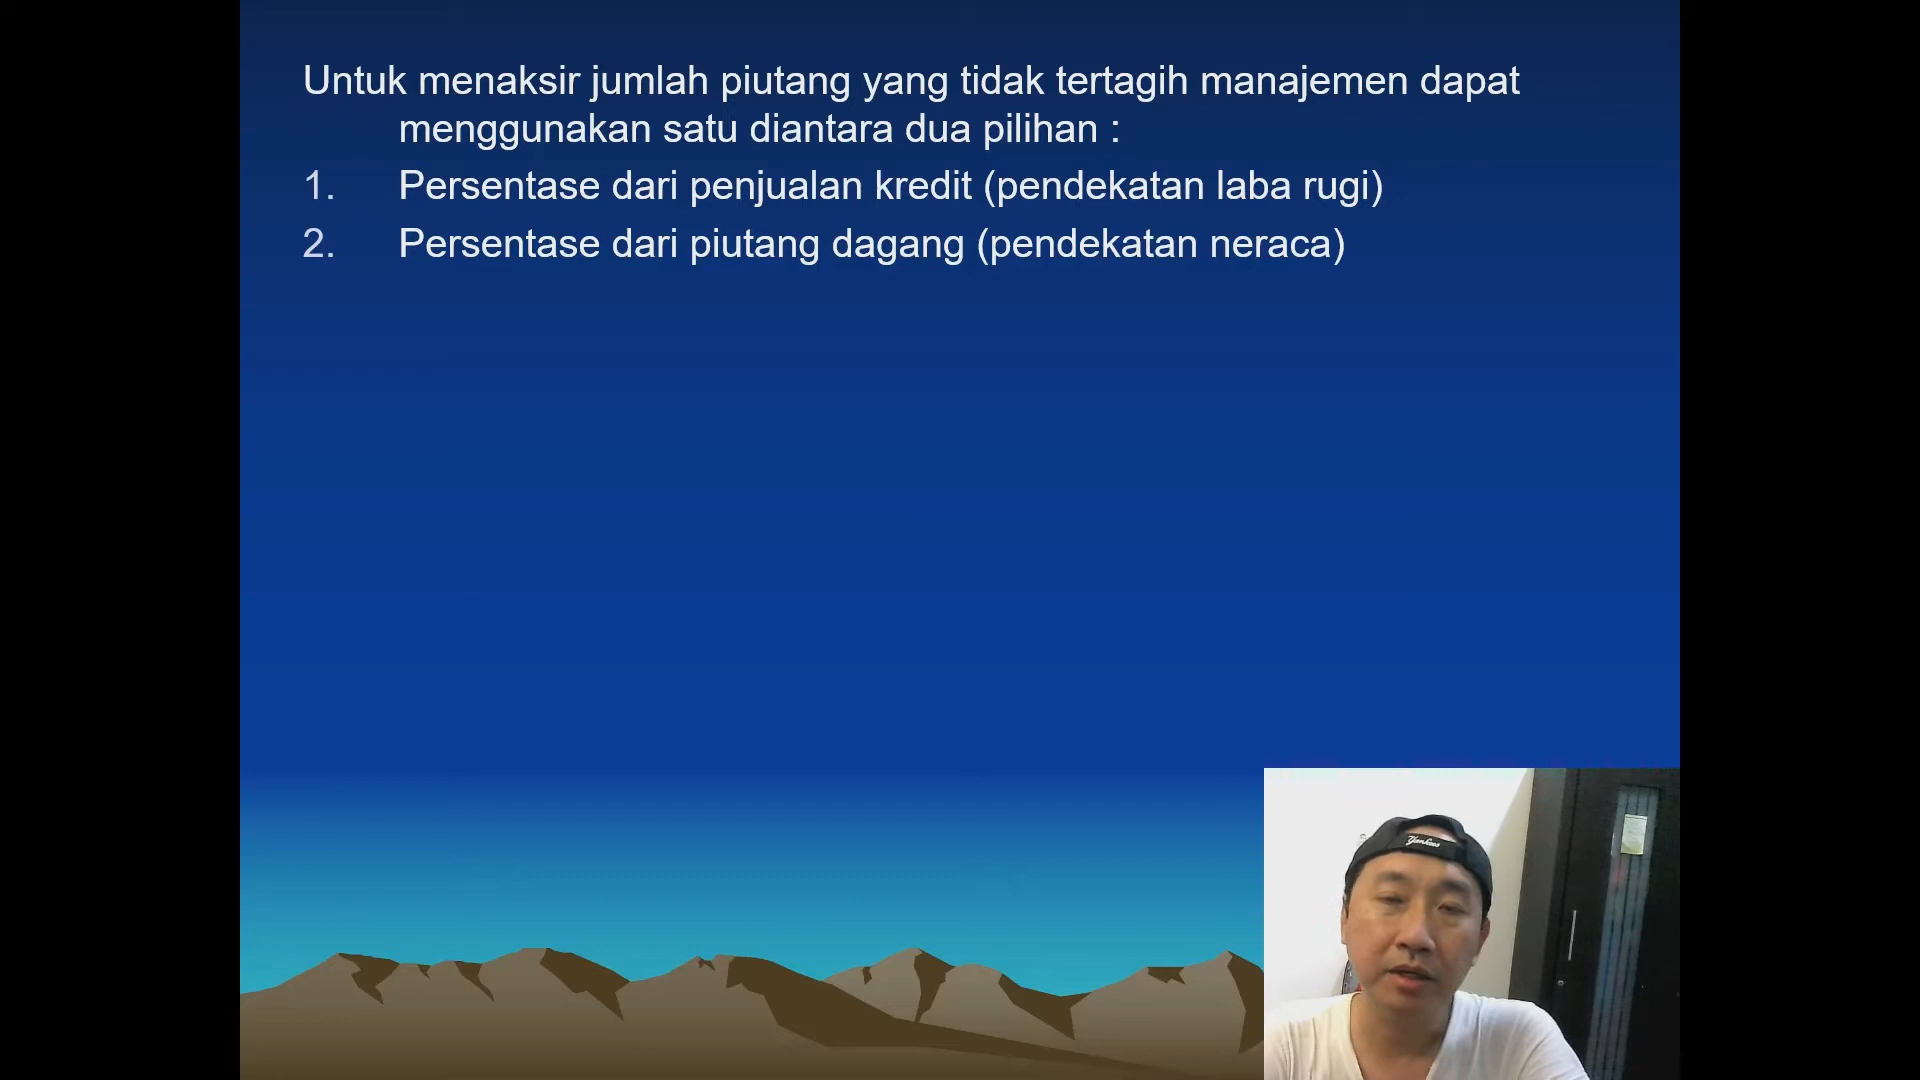 Untuk menaksir jumlah piutang yang tidak tertagih manajemen dapat
menggunakan satu diantara dua pilihan :
1. Persentase dari penjualan kredit (pendekatan laba rugi)
2. Persentase dari piutang dagang (pendekatan neraca)
Yankees